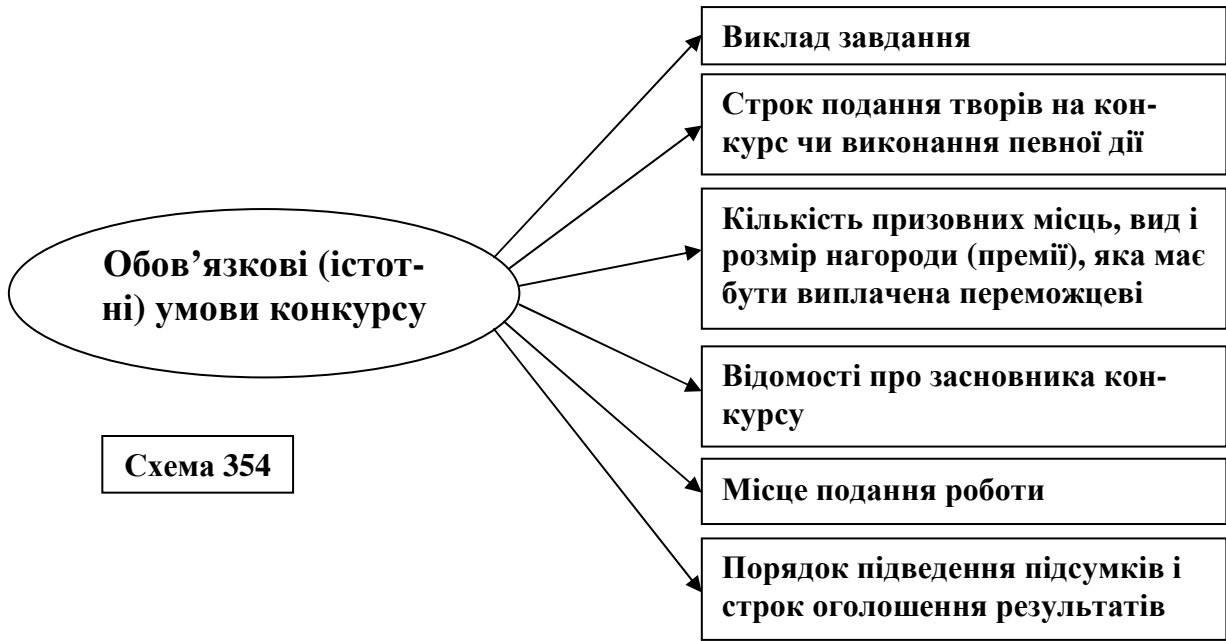 Обов’язкові (істот-
ні) умови конкурсу
Виклад завдання
Строк подання творів на кон-
курс чи виконання певної дії
Кількість призовних місць, вид і
розмір нагороди (премії), яка має
бути виплачена переможцеві
Відомості про засновника кон-
курсу
Місце подання роботи
Порядок підведення підсумків і
строк оголошення результатів
Схема 354